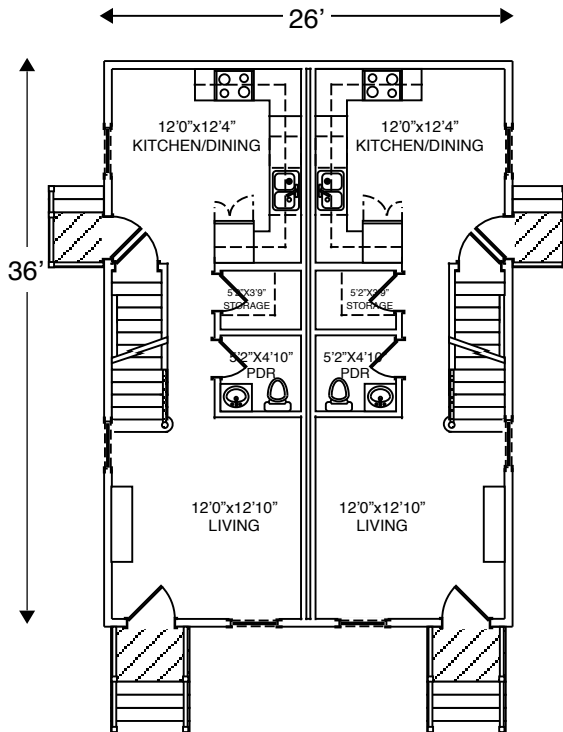 26’
36’
12’0”x12’4”
KITCHEN/DINING
12’0”x12’4”
KITCHEN/DINING
5’2”X3’9”
STORAGE
5’2”X3’9”
STORAGE
5’2”X4’10”
PDR
5’2”X4’10”
PDR
12’0”x12’10”
LIVING
12’0”x12’10”
LIVING